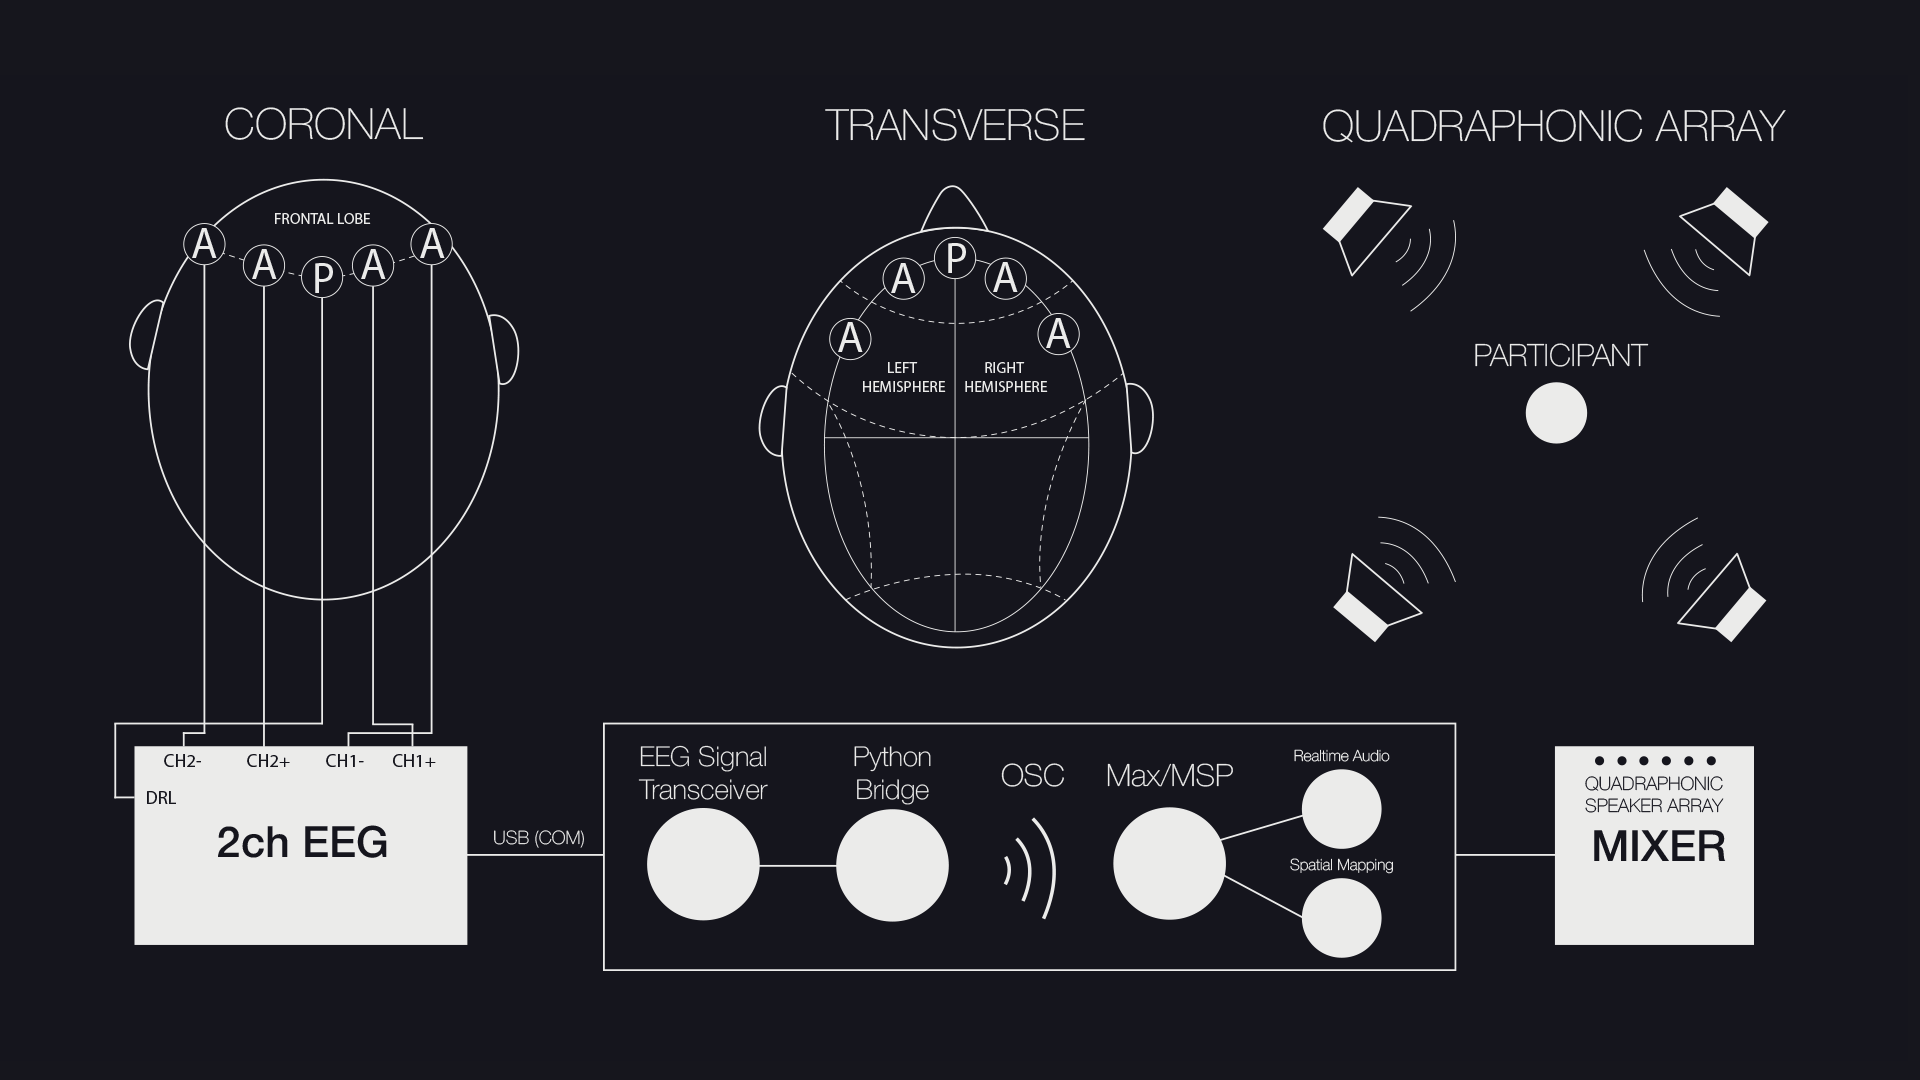 CORONAL
TRANSVERSE
QUADRAPHONIC ARRAY
FRONTAL LOBE
A
A
P
A
A
A
A
P
A
A
LEFT
HEMISPHERE
RIGHT
HEMISPHERE
PARTICIPANT
CH2-
CH2+
CH1-
CH1+
DRL
2ch EEG
USB (COM)
EEG Signal
Transceiver
Python
Bridge
OSC
Max/MSP
Realtime Audio
Spatial Mapping
QUADRAPHONIC
SPEAKER ARRAY
MIXER